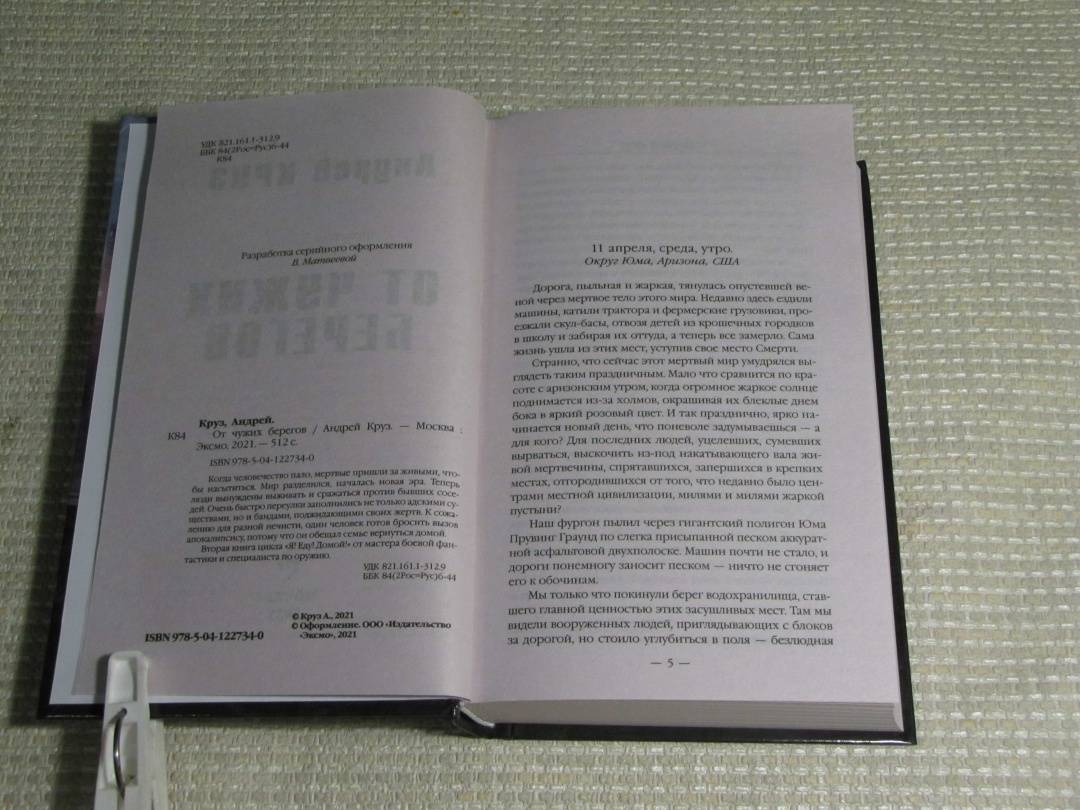 УДК 821.161.1-312.9
ББК 84(2Рос=Рус)6-44
К84
Разработка серийного оформления
В. Матвеевой
Круз, Андрей.
К84 От чужих берегов / Андрей Круз. — Москва :
Эксмо, 2021. — 512 с.
ISBN 978-5-04-122734-0
Когда человечество пало, мертвые пришли за живыми, что-
бы насытиться. Мир разделился, началась новая эра. Теперь
люди вынуждены выживать и сражаться против бывших сосе-
дей. Очень быстро переулки заполнились не только адскими су-
ществами, но и бандами, поджидающими своих жертв. К сожа-
лению для разной нечисти, один человек готов бросить вызов
апокалипсису, потому что он обещал семье вернуться домой.
Вторая книга цикла «Я! Еду! Домой!» от мастера боевой фан-
тастики и специалиста по оружию.
УДК 821.161.1-312.9
ББК 84(2Рос=Рус)6-44
© Круз А., 2021
© Оформление. ООО «Издательство
«Эксмо», 2021
ISBN 978-5-04-122734-0
11 апреля, среда, утро.
Округ Юма, Аризона, США
Дорога, пыльная и жаркая, тянулась опустевшей ве-
ной через мертвое тело этого мира. Недавно здесь ездили
машины, катили трактора и фермерские грузовики, про-
езжали скул-басы, отвозя детей из крошечных городков
в школу и забирая их оттуда, а теперь все замерло. Сама
жизнь ушла из этих мест, уступив свое место Смерти.
Странно, что сейчас этот мертвый мир умудрялся вы-
глядеть таким праздничным. Мало что сравнится по кра-
соте с аризонским утром, когда огромное жаркое солнце
поднимается из-за холмов, окрашивая их блеклые днем
бока в яркий розовый цвет. И так празднично, ярко на-
чинается новый день, что поневоле задумываешься — а
для кого? Для последних людей, уцелевших, сумевших
вырваться, выскочить из-под накатывающего вала жи-
вой мертвечины, спрятавшихся, запершихся в крепких
местах, отгородившихся от того, что недавно было цен-
трами местной цивилизации, милями и милями жаркой
пустыни?
Наш фургон пылил через гигантский полигон Юма
Прувинг Граунд по слегка присыпанной песком аккурат-
ной асфальтовой двухполоске. Машин почти не стало, и
дороги понемногу заносит песком — ничто не сгоняет
его к обочинам.
Мы только что покинули берег водохранилища, став-
шего главной ценностью этих засушливых мест. Там мы
видели вооруженных людей, приглядывающих с блоков
за дорогой, но стоило углубиться в поля — безлюдная
— 5 —